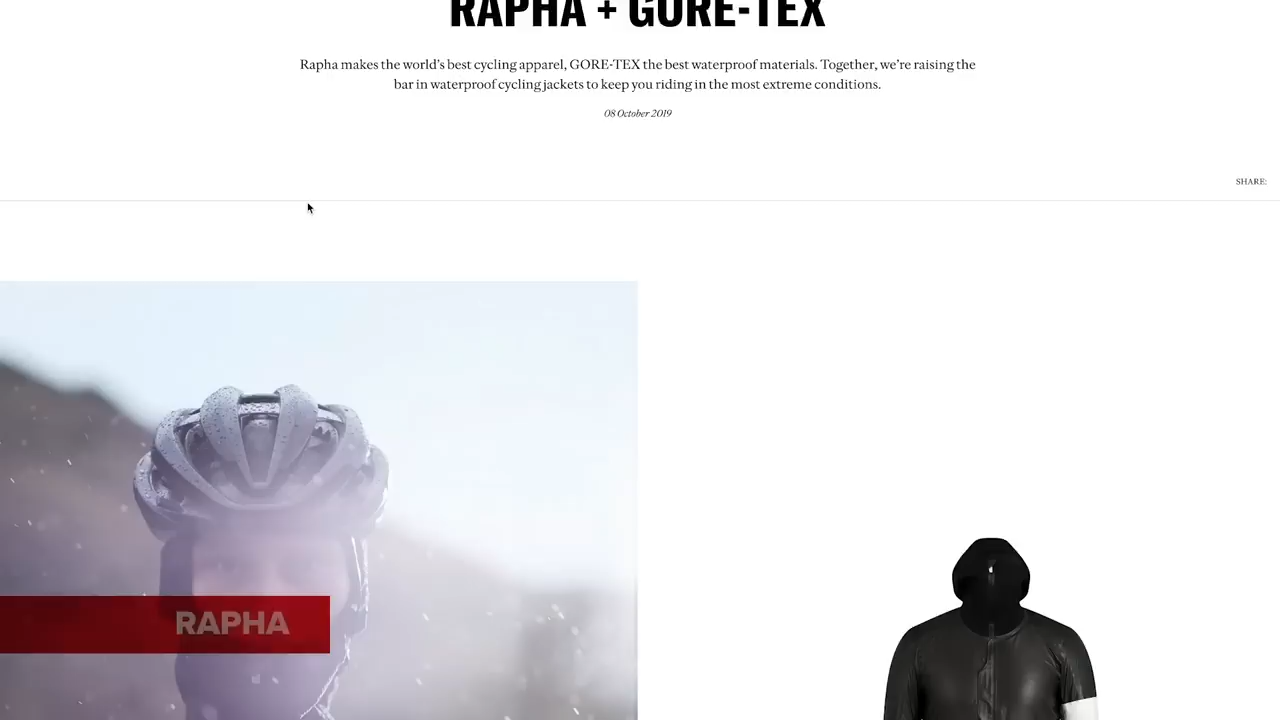 RAPHA + GORE-TEX
Rapha makes the world's best cycling apparel, GORE-TEX the best waterproof materials. Together, we're raising the
bar in waterproof cycling jackets to keep you riding in the most extreme conditions.
08 October 2019
SHARE:
RAPHA